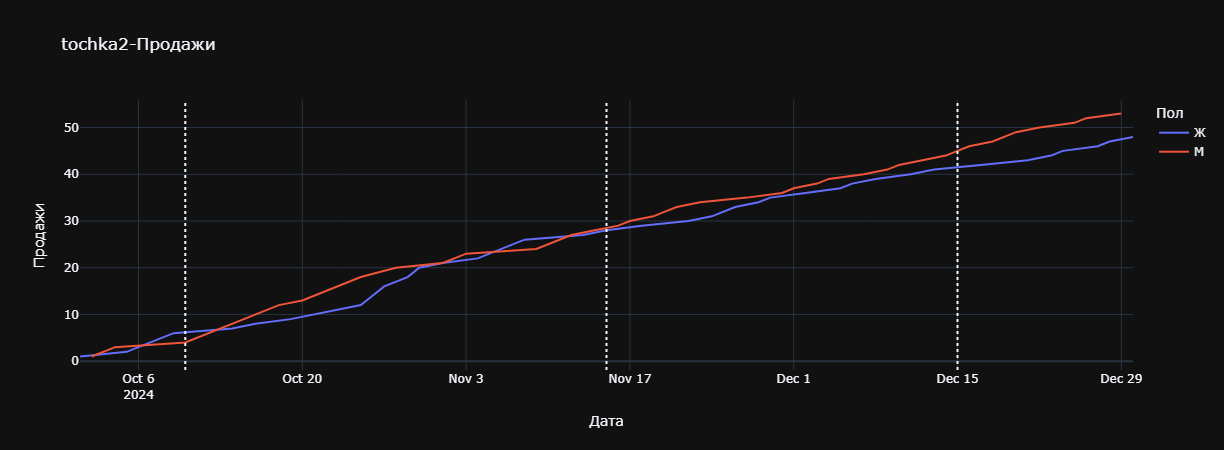 tochka2-Продажи
Пол
Ж
М
Продажи
50
40
30
20
10
0
Oct 6
2024
Oct 20
Nov 3
Nov 17
Dec 1
Dec 15
Dec 29
Дата